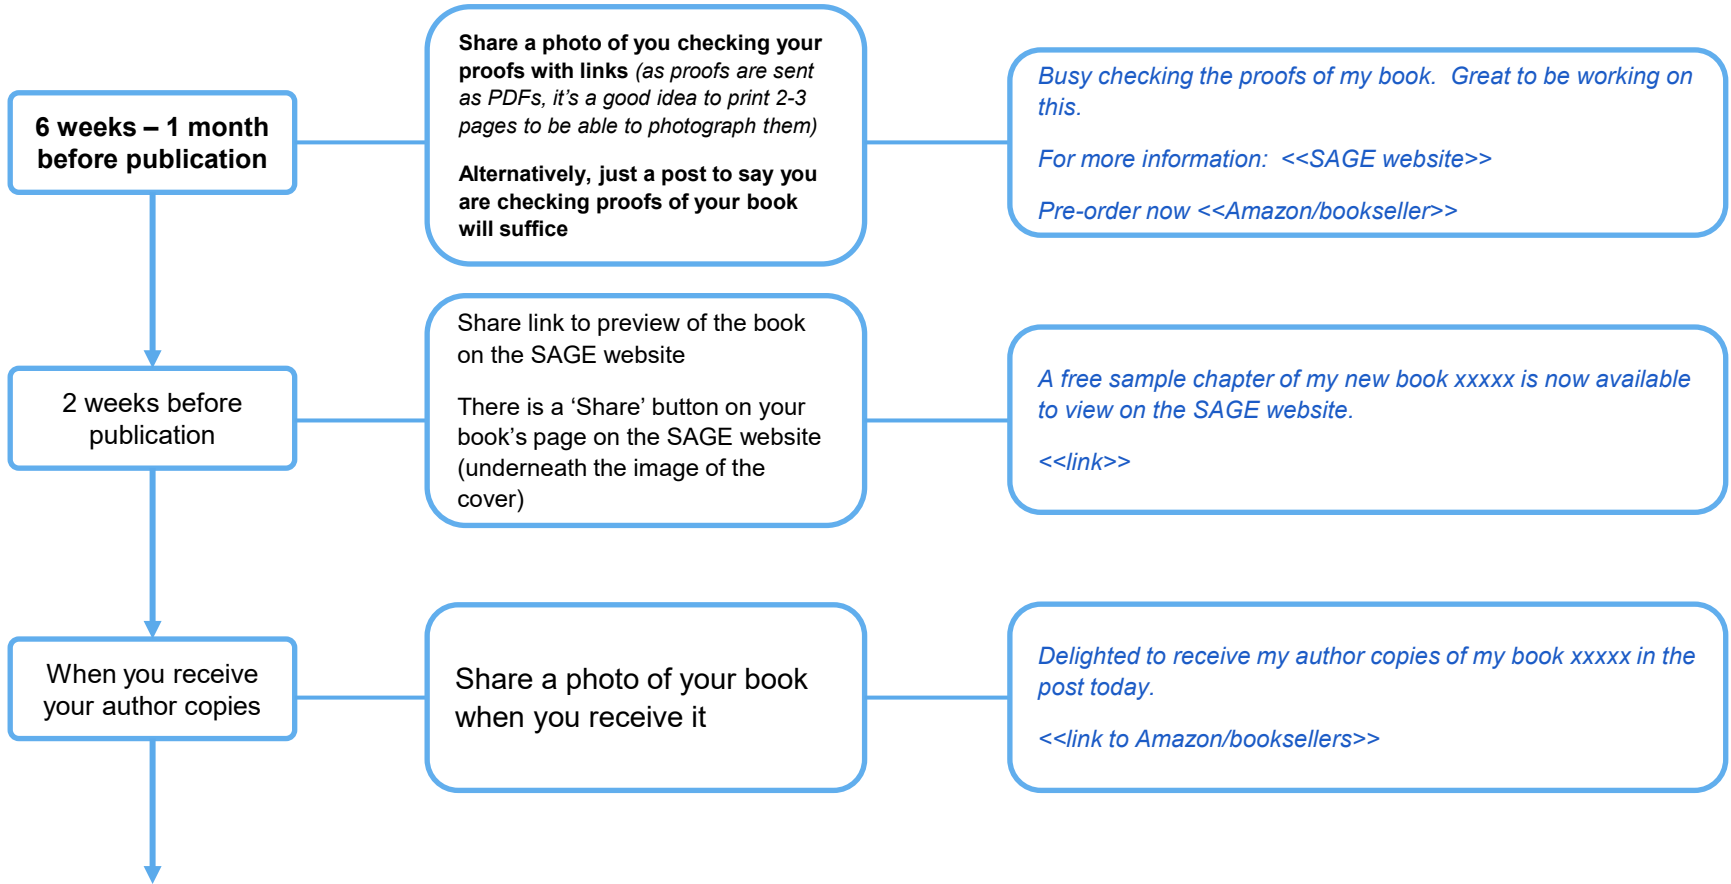 6 weeks – 1 month
before publication
Share a photo of you checking your
proofs with links (as proofs are sent
as PDFs, it’s a good idea to print 2-3
pages to be able to photograph them)
Alternatively, just a post to say you
are checking proofs of your book
will suffice
Busy checking the proofs of my book.  Great to be working on
this.
For more information:  <<SAGE website>>
Pre-order now <<Amazon/bookseller>>
2 weeks before
publication
Share link to preview of the book
on the SAGE website
There is a ‘Share’ button on your
book’s page on the SAGE website
(underneath the image of the
cover)
A free sample chapter of my new book xxxxx is now available
to view on the SAGE website.
<<link>>
When you receive
your author copies
Share a photo of your book
when you receive it
Delighted to receive my author copies of my book xxxxx in the
post today.
<<link to Amazon/booksellers>>